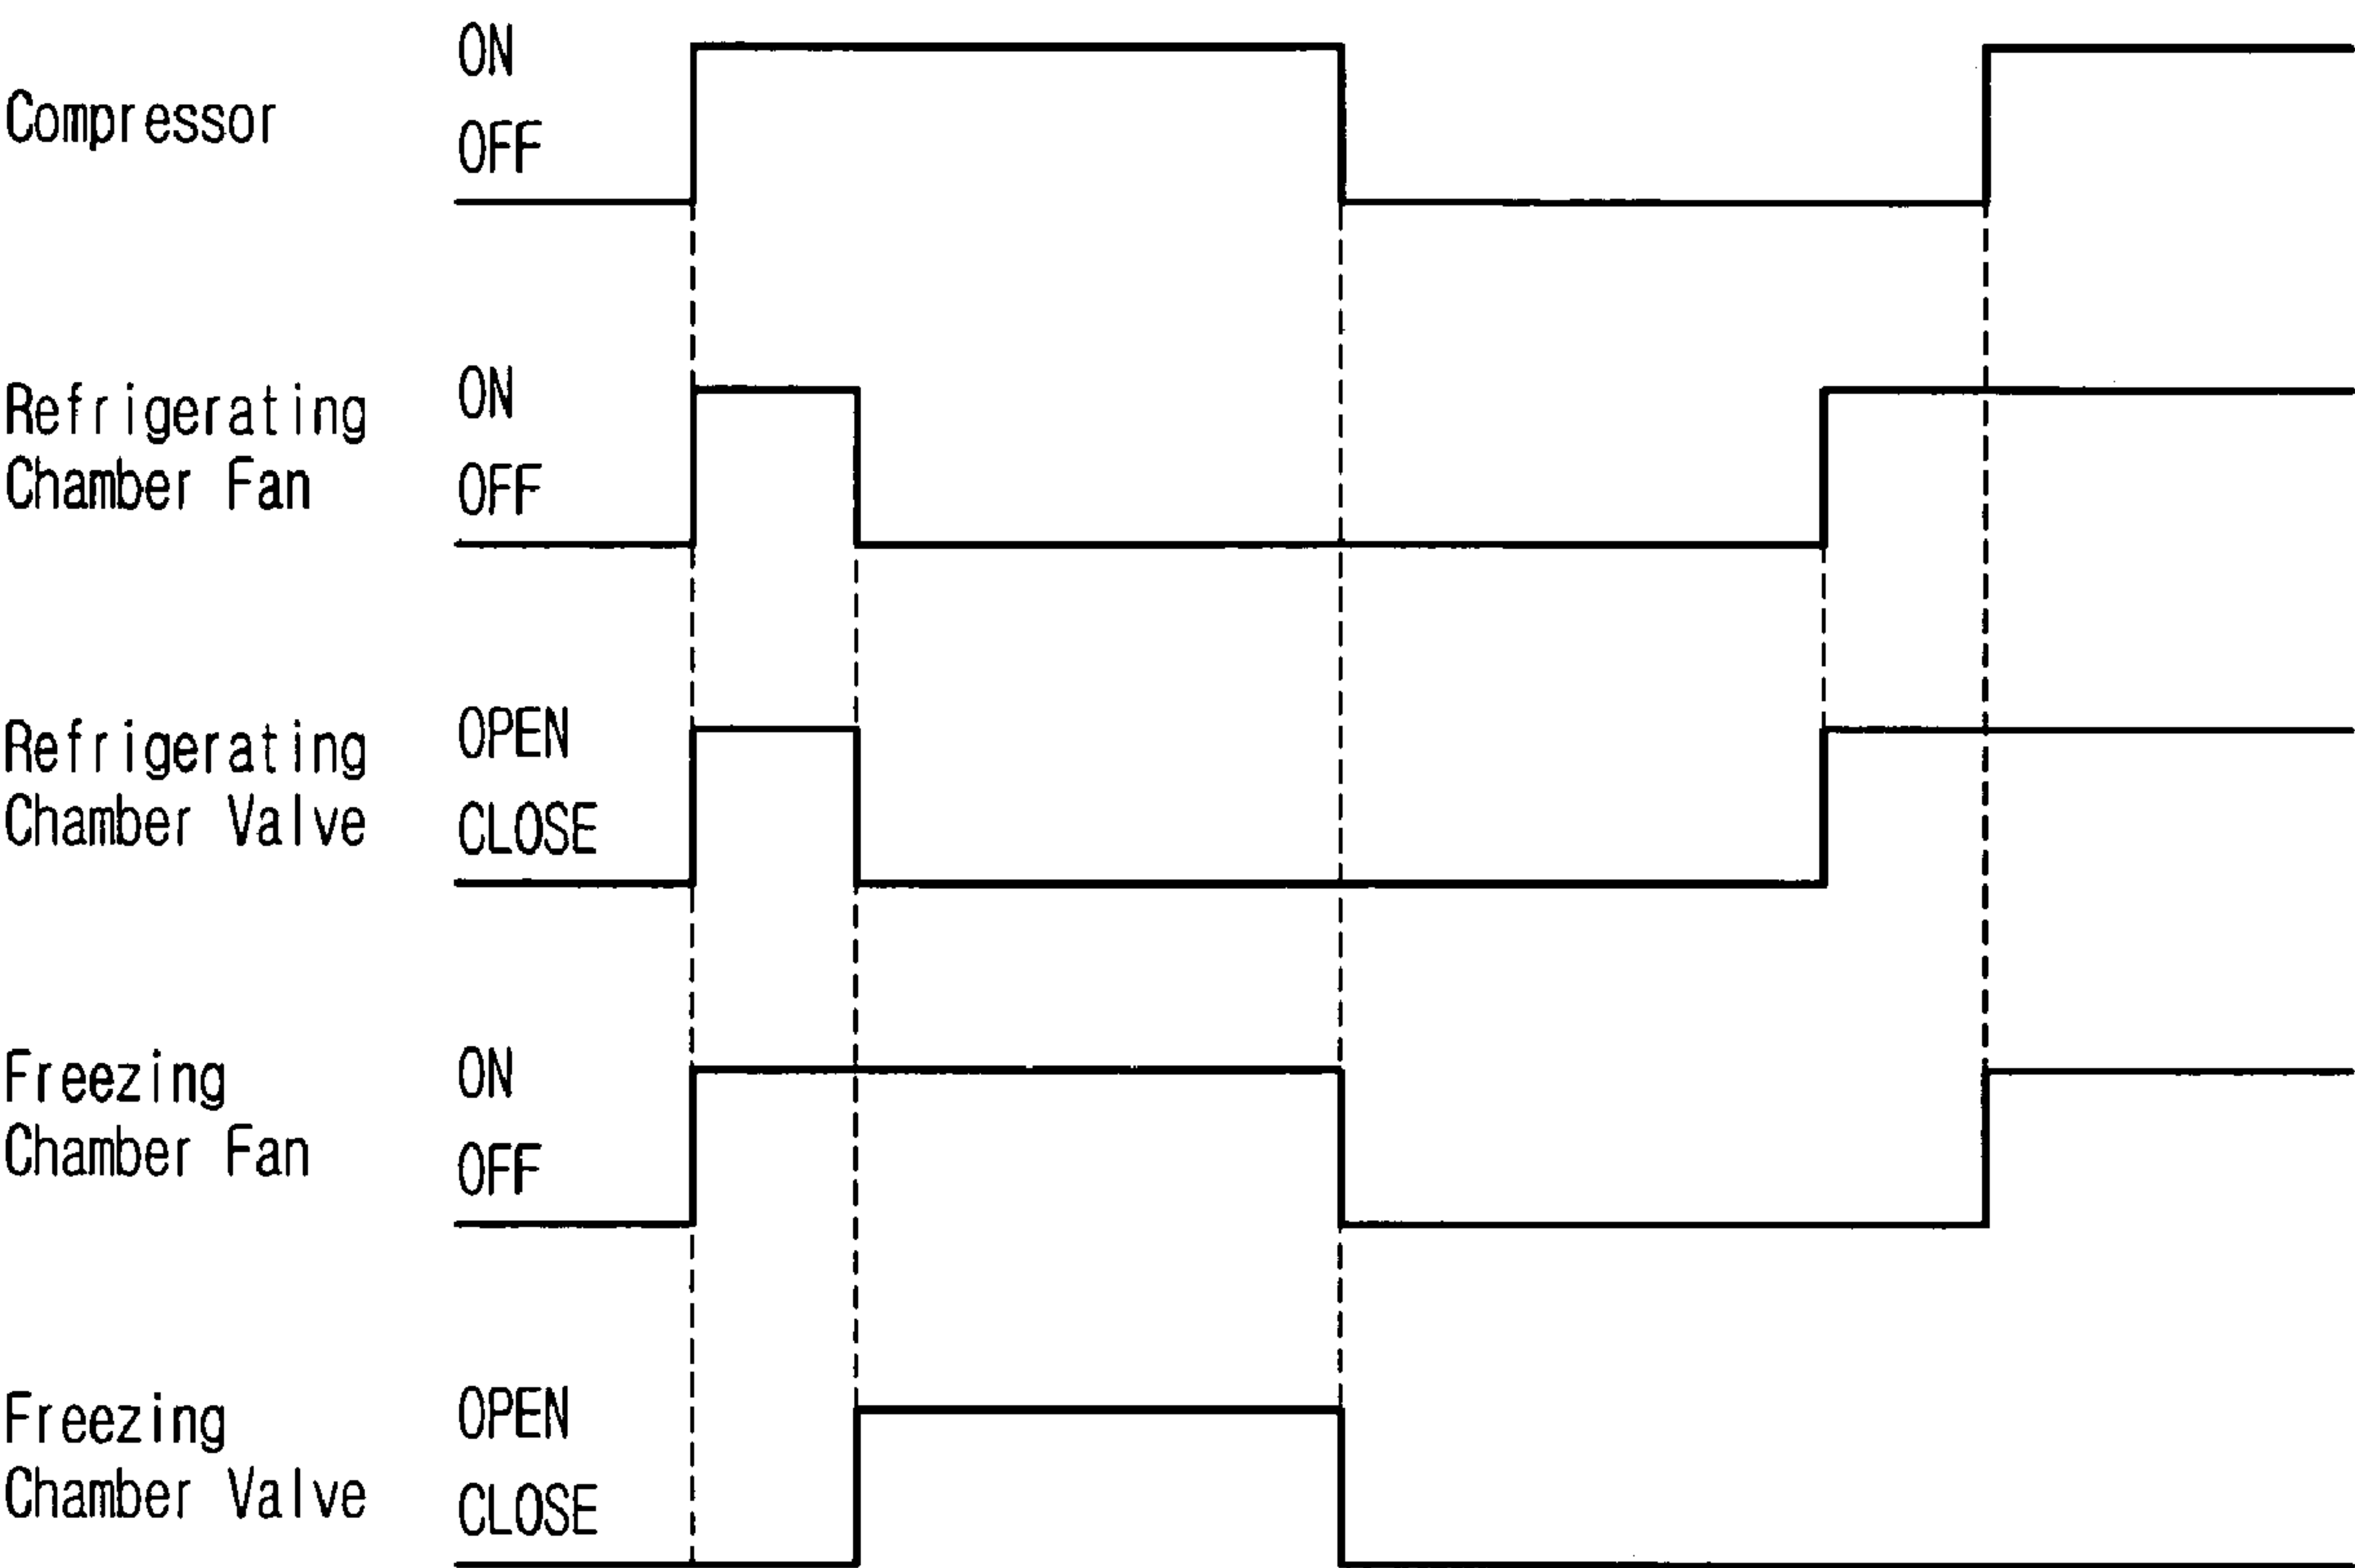 ON
Compressor
OFF
Refrigerating
ON
Chamber Fan
OFF
Refrigerating
OPEN
Chamber Valve
CLOSE
Freezing
ON
Chamber Fan
OFF
Freezing
OPEN
Chamber Valve
CLOSE